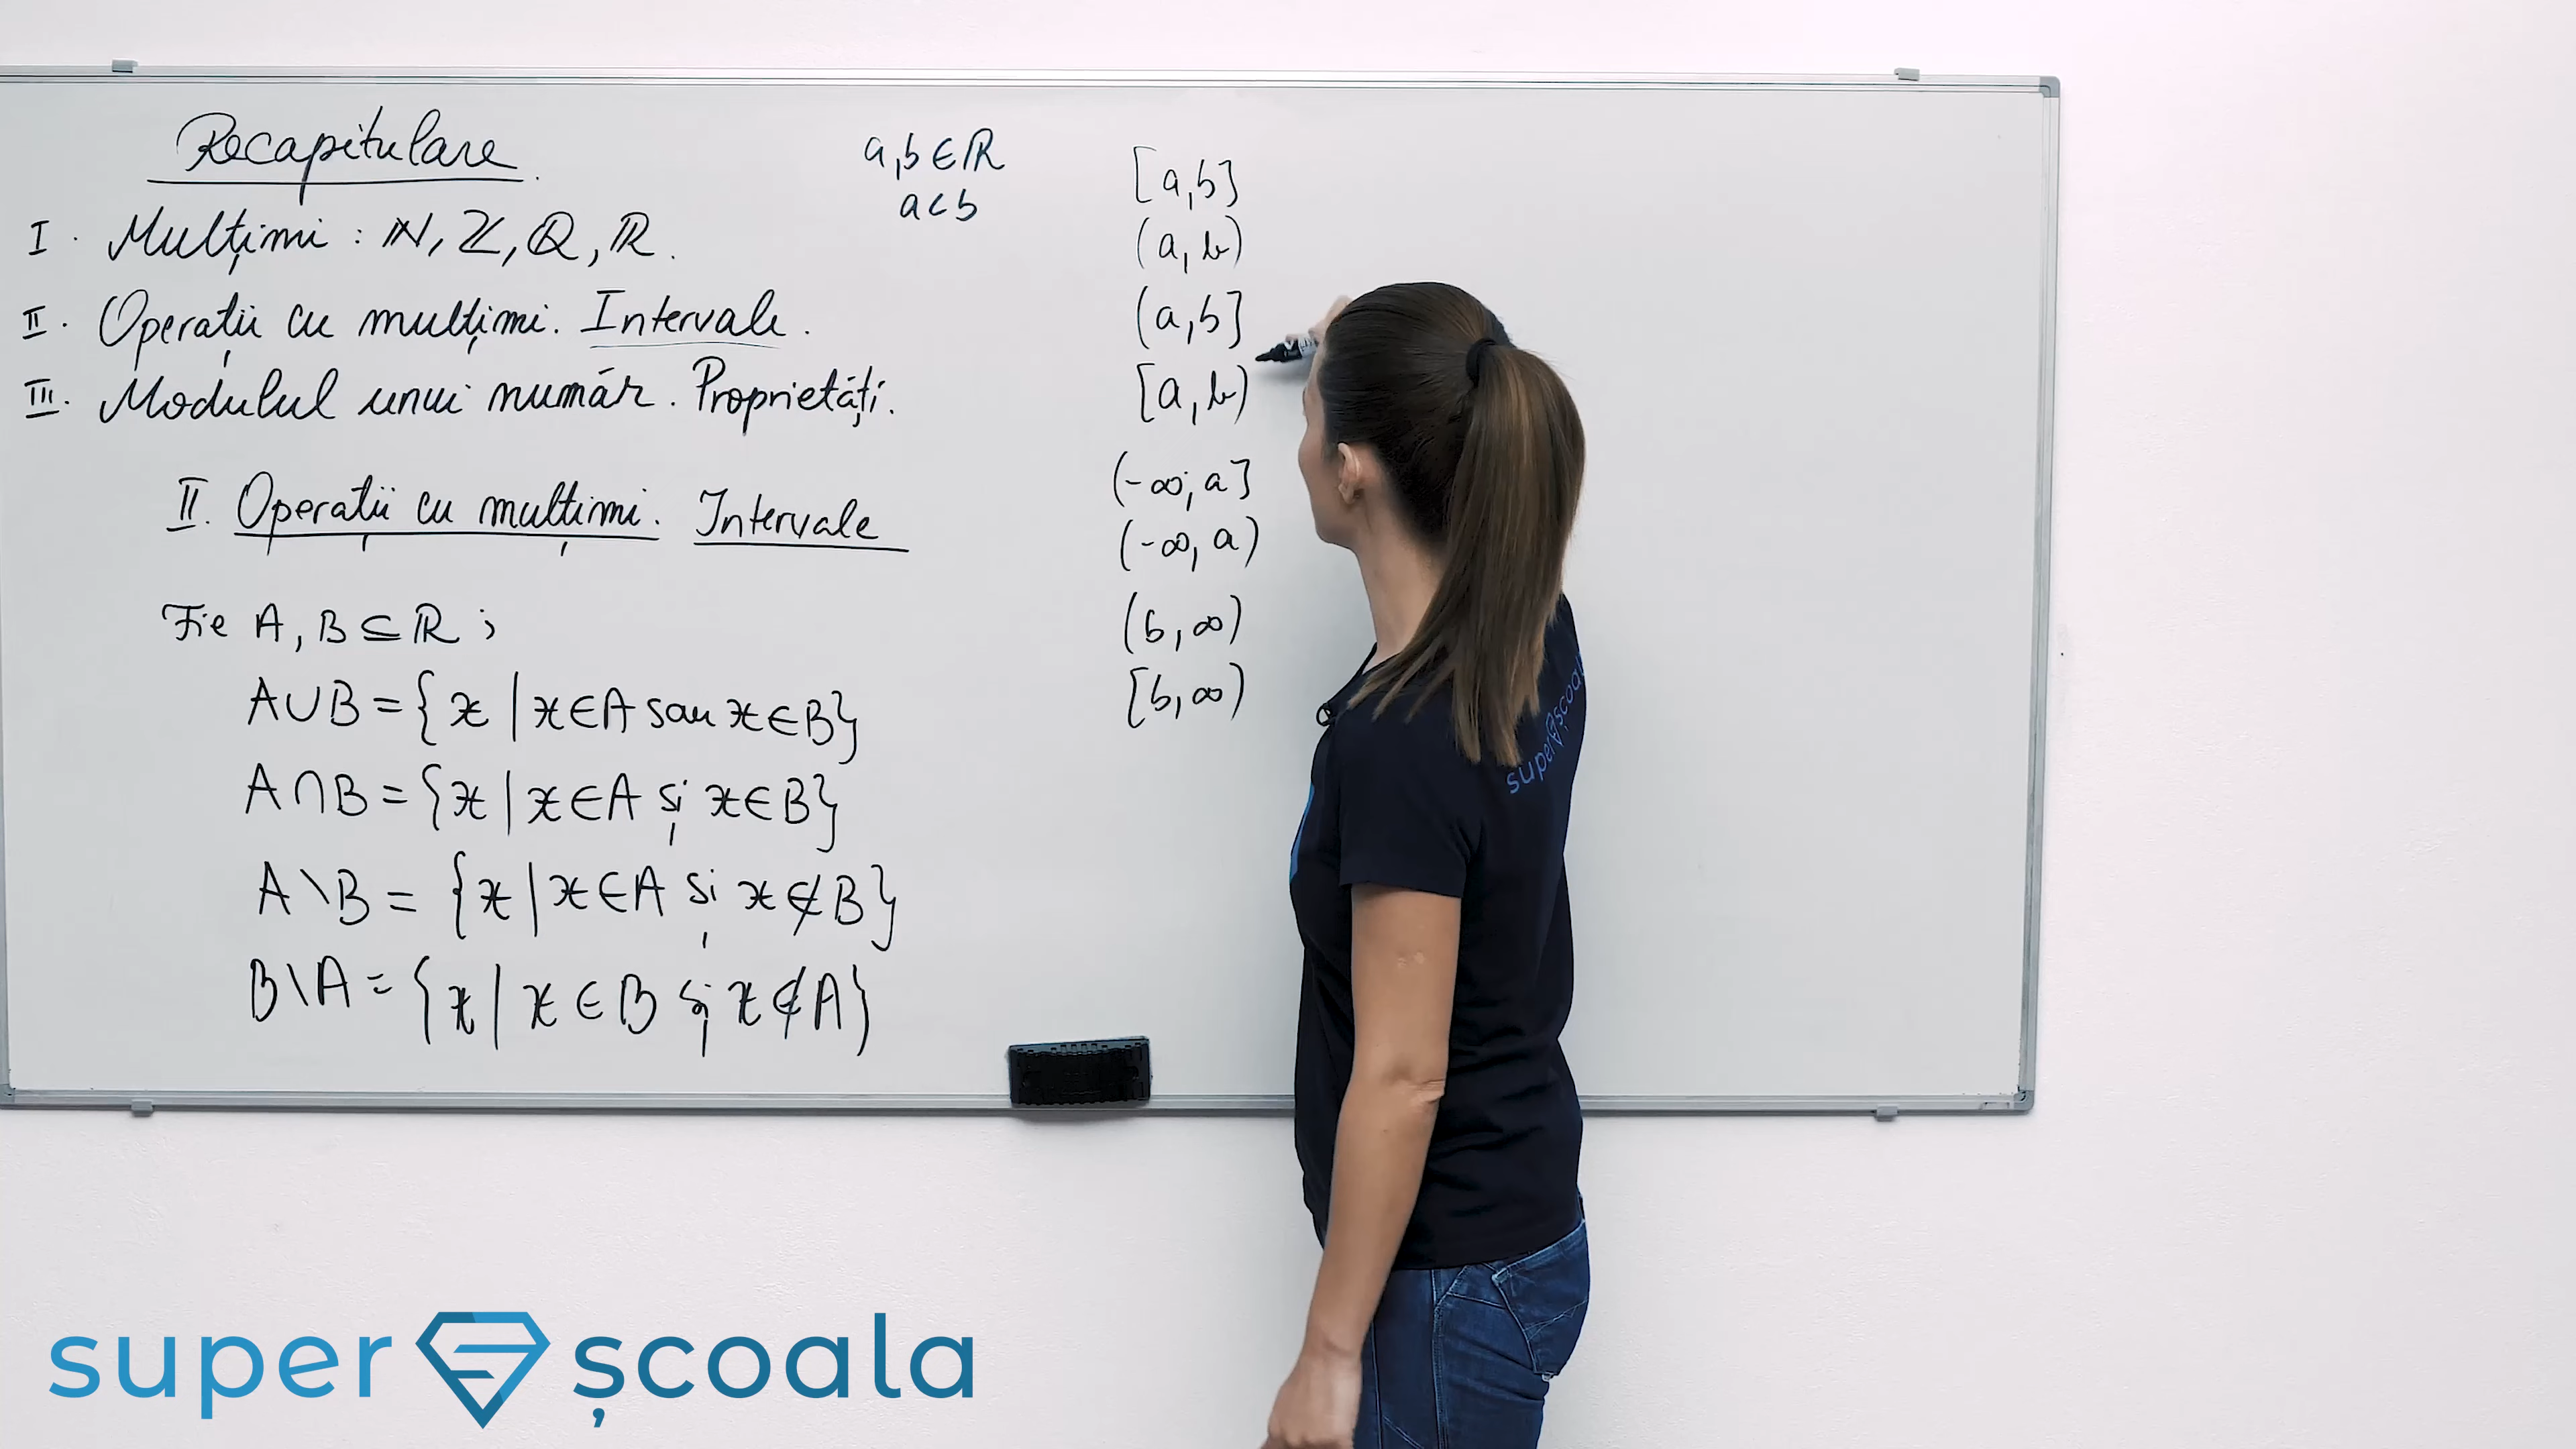 Recapitulare.
I. Mulțimi : ℕ, ℤ, ℚ, ℝ.
II. Operații cu mulțimi. Intervale.
III. Modulul unui număr. Proprietăți.
II. Operații cu mulțimi. Intervale
Fie A, B ⊆ ℝ ;
A∪B = {x | x∈A sau x∈B}
A∩B = {x | x∈A și x∈B}
A\B = {x | x∈A și x∉B}
B\A = {x | x∈B și x∉A}
a,b∈ℝ
a<b
[a,b]
(a,b)
(a,b]
[a,b)
(-∞; a]
(-∞, a)
(b, ∞)
[b, ∞)
super școala
super școala